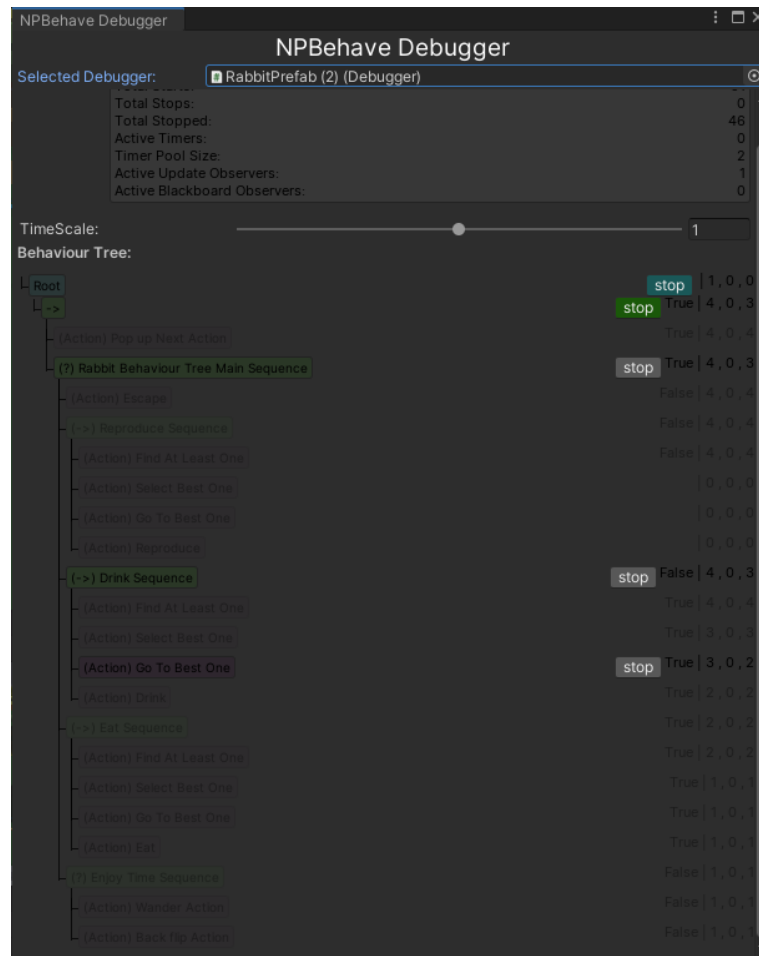 NPBehave Debugger
NPBehave Debugger
Selected Debugger: RabbitPrefab (2) (Debugger)
Total Stops: 0
Total Stopped: 46
Active Timers: 0
Timer Pool Size: 2
Active Update Observers: 1
Active Blackboard Observers: 0
TimeScale: 1
Behaviour Tree:
Root stop | 1 , 0 , 0
-> stop True | 4 , 0 , 3
(Action) Pop up Next Action True | 4 , 0 , 4
(?) Rabbit Behaviour Tree Main Sequence stop True | 4 , 0 , 3
(Action) Escape False | 4 , 0 , 4
(->) Reproduce Sequence False | 4 , 0 , 4
(Action) Find At Least One False | 4 , 0 , 4
(Action) Select Best One | 0 , 0 , 0
(Action) Go To Best One | 0 , 0 , 0
(Action) Reproduce | 0 , 0 , 0
(->) Drink Sequence stop False | 4 , 0 , 3
(Action) Find At Least One True | 4 , 0 , 4
(Action) Select Best One True | 3 , 0 , 3
(Action) Go To Best One stop True | 3 , 0 , 2
(Action) Drink True | 2 , 0 , 2
(->) Eat Sequence True | 2 , 0 , 2
(Action) Find At Least One True | 2 , 0 , 2
(Action) Select Best One True | 1 , 0 , 1
(Action) Go To Best One True | 1 , 0 , 1
(Action) Eat True | 1 , 0 , 1
(?) Enjoy Time Sequence False | 1 , 0 , 1
(Action) Wander Action False | 1 , 0 , 1
(Action) Back flip Action False | 1 , 0 , 1